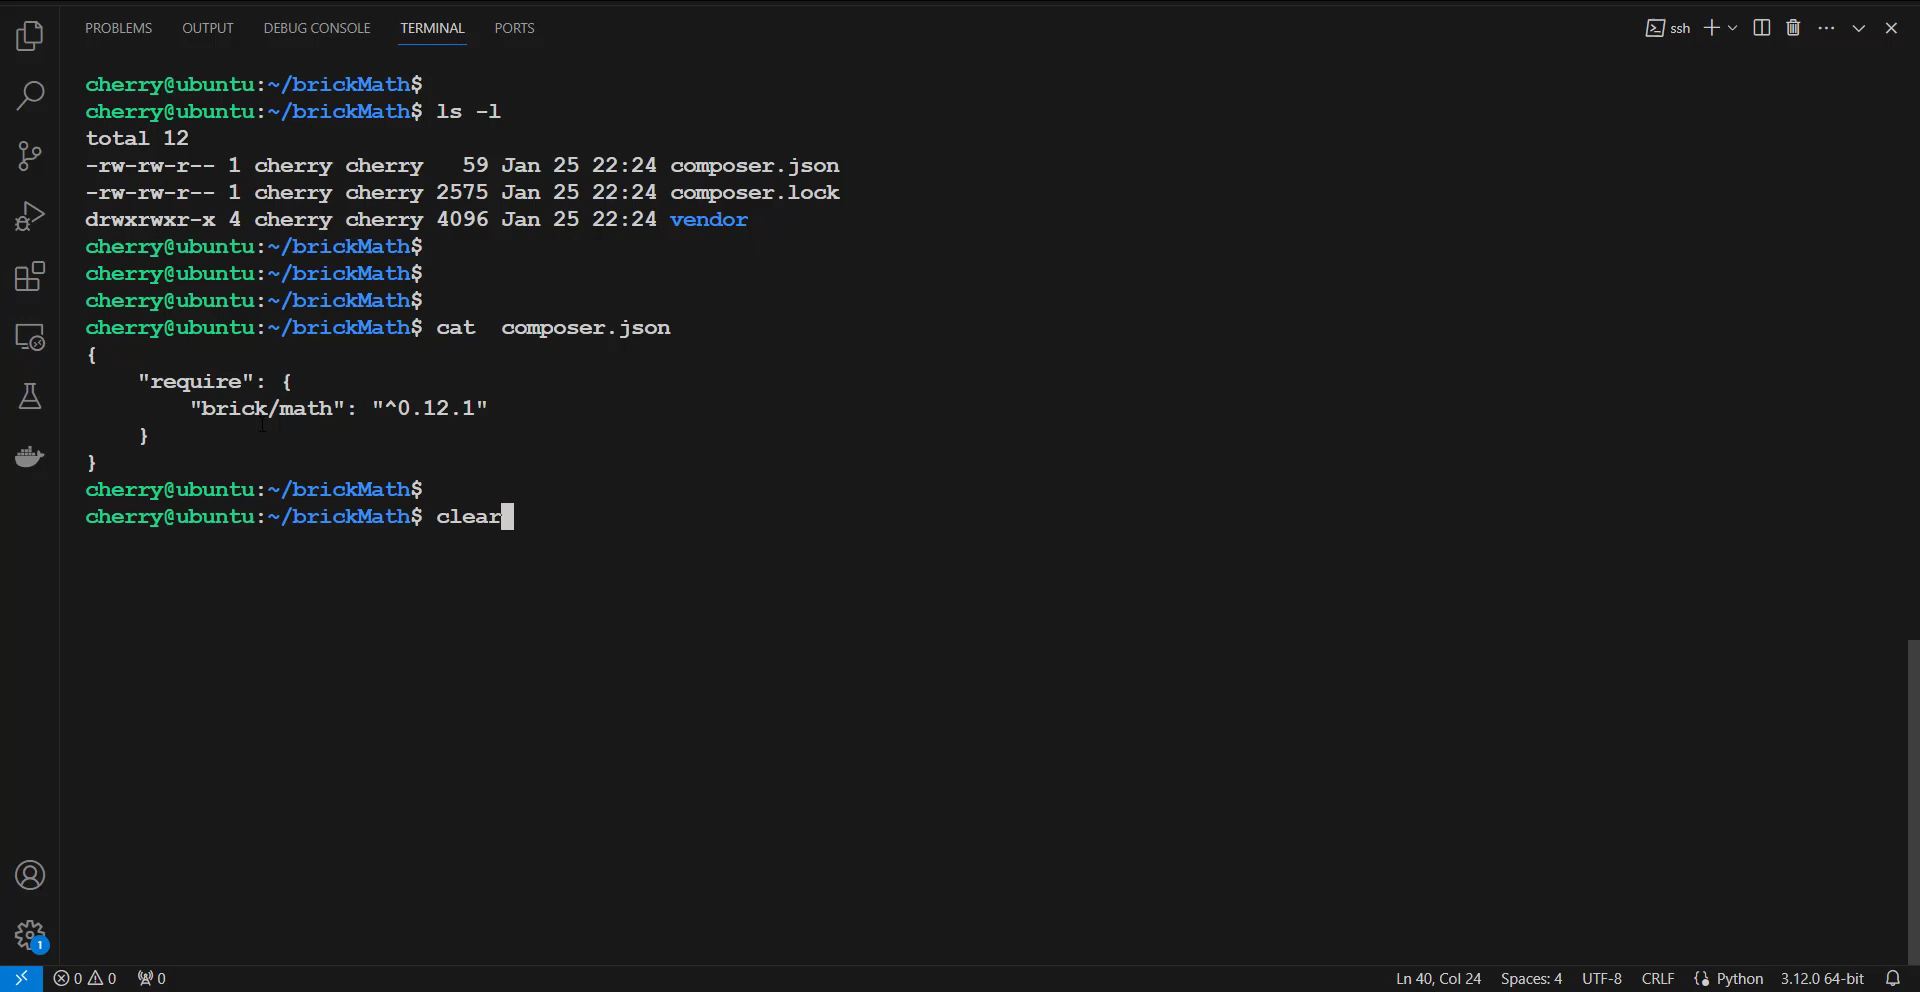 PROBLEMS OUTPUT DEBUG CONSOLE TERMINAL PORTS ssh
cherry@ubuntu:~/brickMath$
cherry@ubuntu:~/brickMath$ ls -l
total 12
-rw-rw-r-- 1 cherry cherry   59 Jan 25 22:24 composer.json
-rw-rw-r-- 1 cherry cherry 2575 Jan 25 22:24 composer.lock
drwxrwxr-x 4 cherry cherry 4096 Jan 25 22:24 vendor
cherry@ubuntu:~/brickMath$
cherry@ubuntu:~/brickMath$
cherry@ubuntu:~/brickMath$
cherry@ubuntu:~/brickMath$ cat  composer.json
{
    "require": {
        "brick/math": "^0.12.1"
    }
}
cherry@ubuntu:~/brickMath$
cherry@ubuntu:~/brickMath$ clear
1
0 0 0 Ln 40, Col 24 Spaces: 4 UTF-8 CRLF Python 3.12.0 64-bit